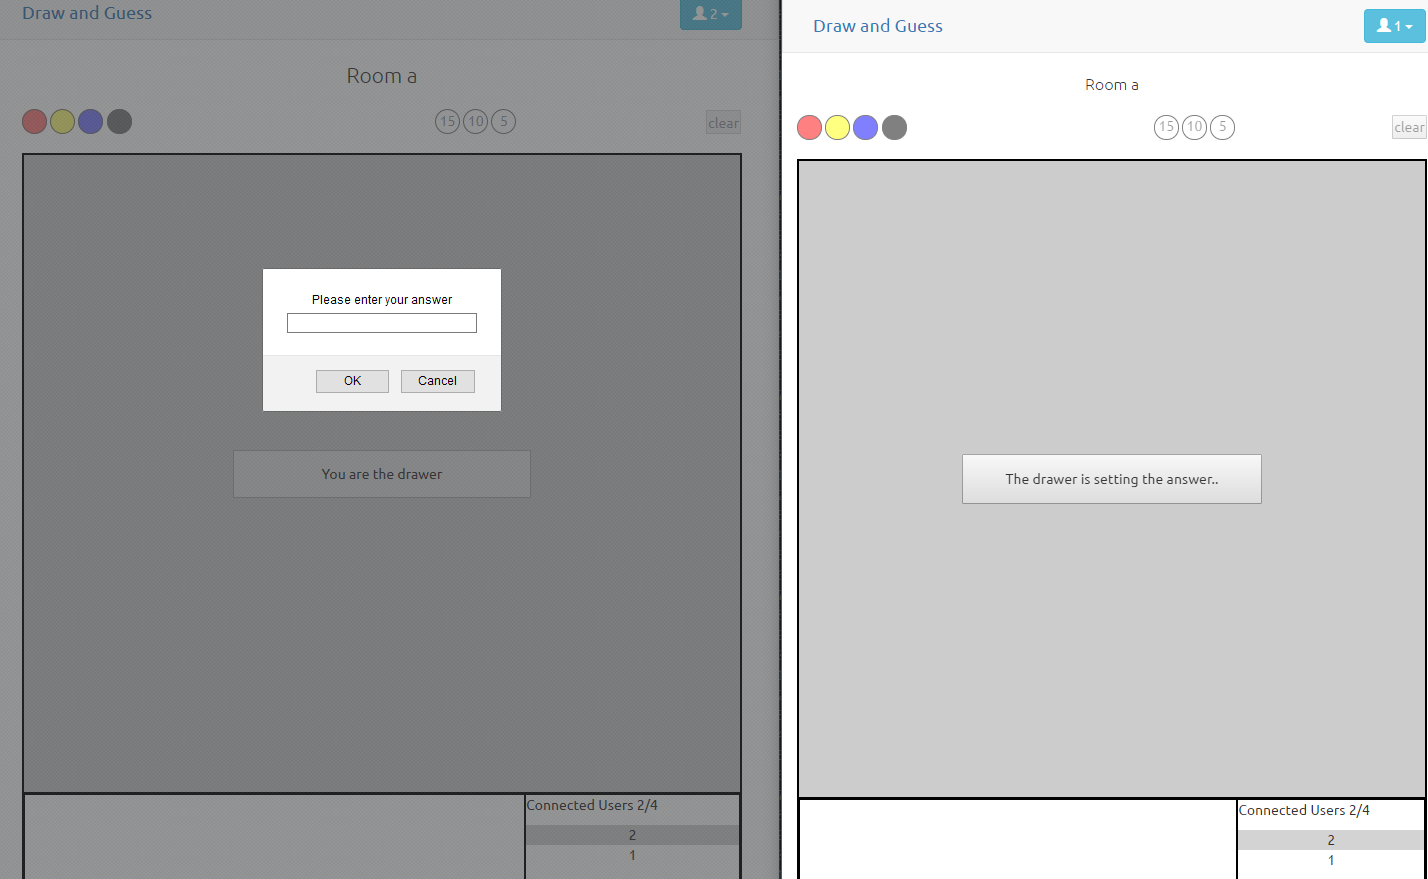 Draw and Guess
2
Room a
15 10 5
clear
Please enter your answer
OK Cancel
You are the drawer
Connected Users 2/4
2
1
Draw and Guess
1
Room a
15 10 5
clear
The drawer is setting the answer..
Connected Users 2/4
2
1